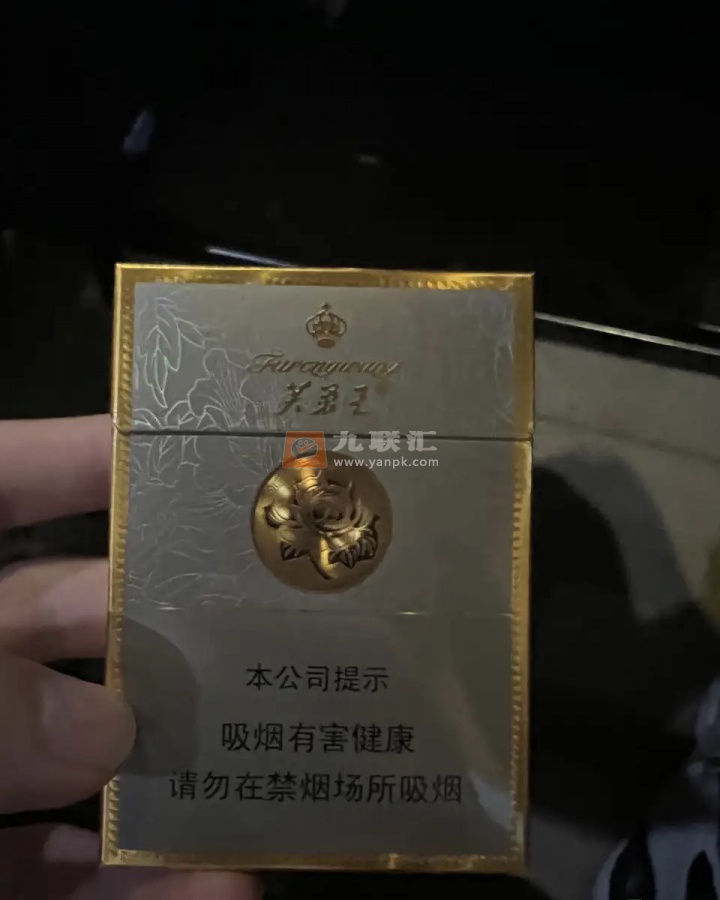 Furongwang
芙蓉王
九联汇
www.yanpk.com
本公司提示
吸烟有害健康
请勿在禁烟场所吸烟